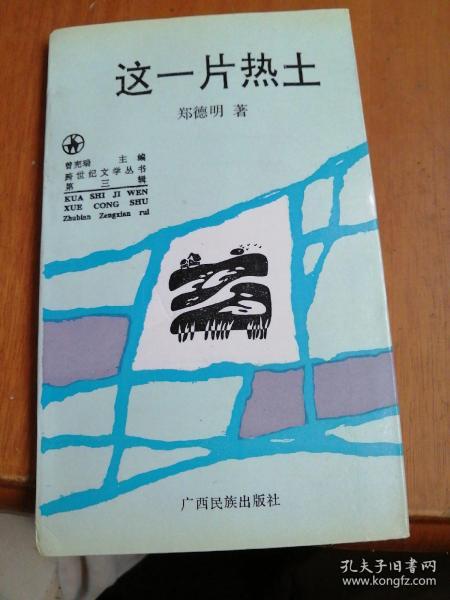 这一片热土
郑德明 著
曾宪瑞 主编
跨世纪文学丛书
第三辑
KUA SHI JI WEN
XUE CONG SHU
Zhubian Zengxian rui
广西民族出版社
孔夫子旧书网
www.kongfz.com